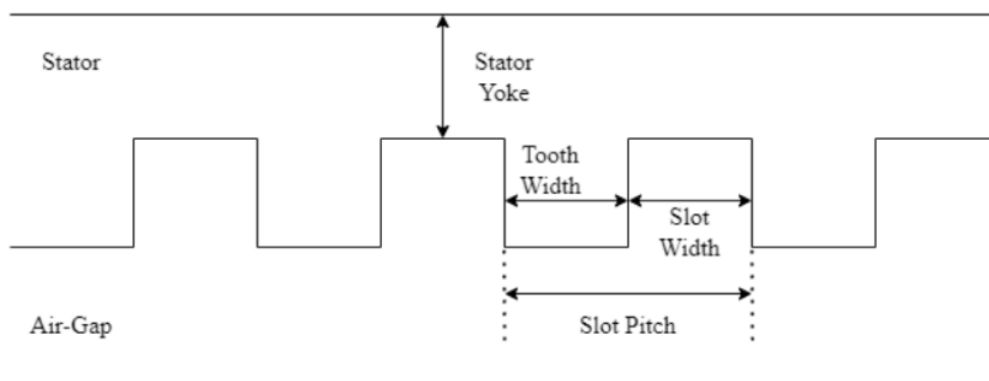 Stator
Stator
Yoke
Tooth
Width
Slot
Width
Air-Gap
Slot Pitch